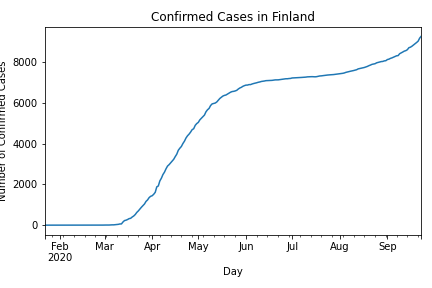 Confirmed Cases in Finland
Number of Confirmed Cases
8000
6000
4000
2000
0
Feb Mar Apr May Jun Jul Aug Sep
2020
Day